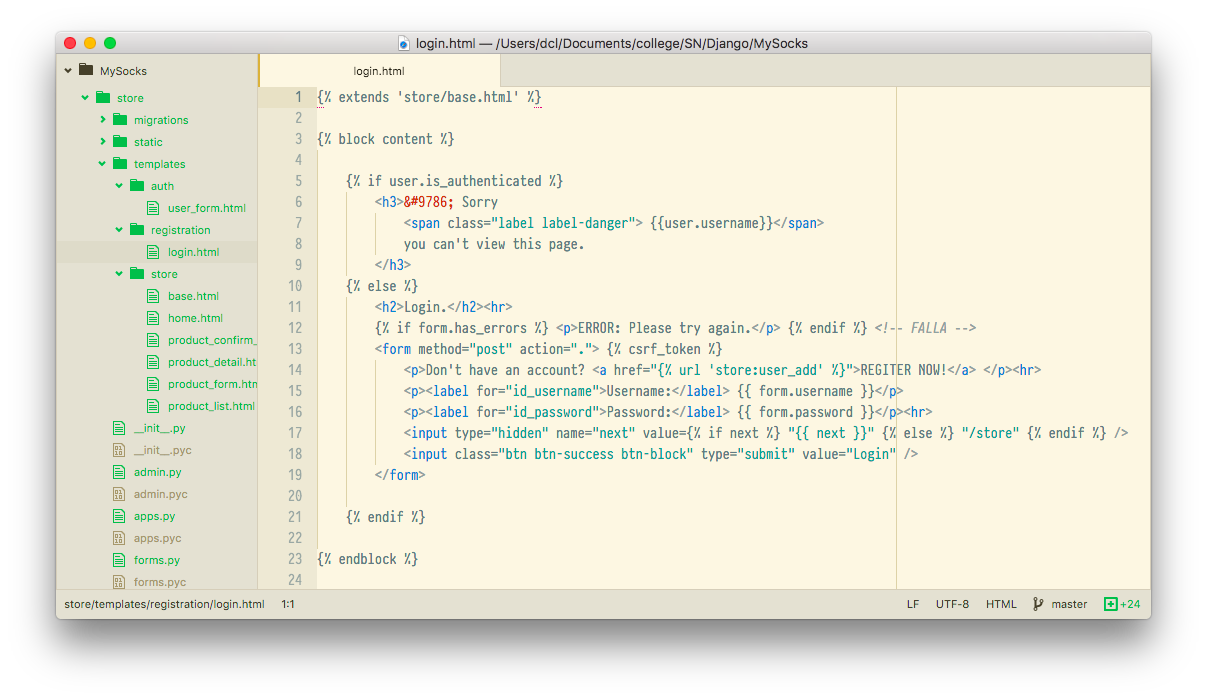 login.html — /Users/dcl/Documents/college/SN/Django/MySocks
MySocks
store
migrations
static
templates
auth
user_form.html
registration
login.html
store
base.html
home.html
product_confirm_
product_detail.ht
product_form.htm
product_list.html
__init__.py
__init__.pyc
admin.py
admin.pyc
apps.py
apps.pyc
forms.py
forms.pyc
login.html
1 {% extends 'store/base.html' %}
2
3 {% block content %}
4
5 {% if user.is_authenticated %}
6 <h3>&#9786; Sorry
7 <span class="label label-danger"> {{user.username}}</span>
8 you can't view this page.
9 </h3>
10 {% else %}
11 <h2>Login.</h2><hr>
12 {% if form.has_errors %} <p>ERROR: Please try again.</p> {% endif %} <!-- FALLA -->
13 <form method="post" action="."> {% csrf_token %}
14 <p>Don't have an account? <a href="{% url 'store:user_add' %}">REGITER NOW!</a> </p><hr>
15 <p><label for="id_username">Username:</label> {{ form.username }}</p>
16 <p><label for="id_password">Password:</label> {{ form.password }}</p><hr>
17 <input type="hidden" name="next" value={% if next %} "{{ next }}" {% else %} "/store" {% endif %} />
18 <input class="btn btn-success btn-block" type="submit" value="Login" />
19 </form>
20
21 {% endif %}
22
23 {% endblock %}
24
store/templates/registration/login.html 1:1 LF UTF-8 HTML master +24